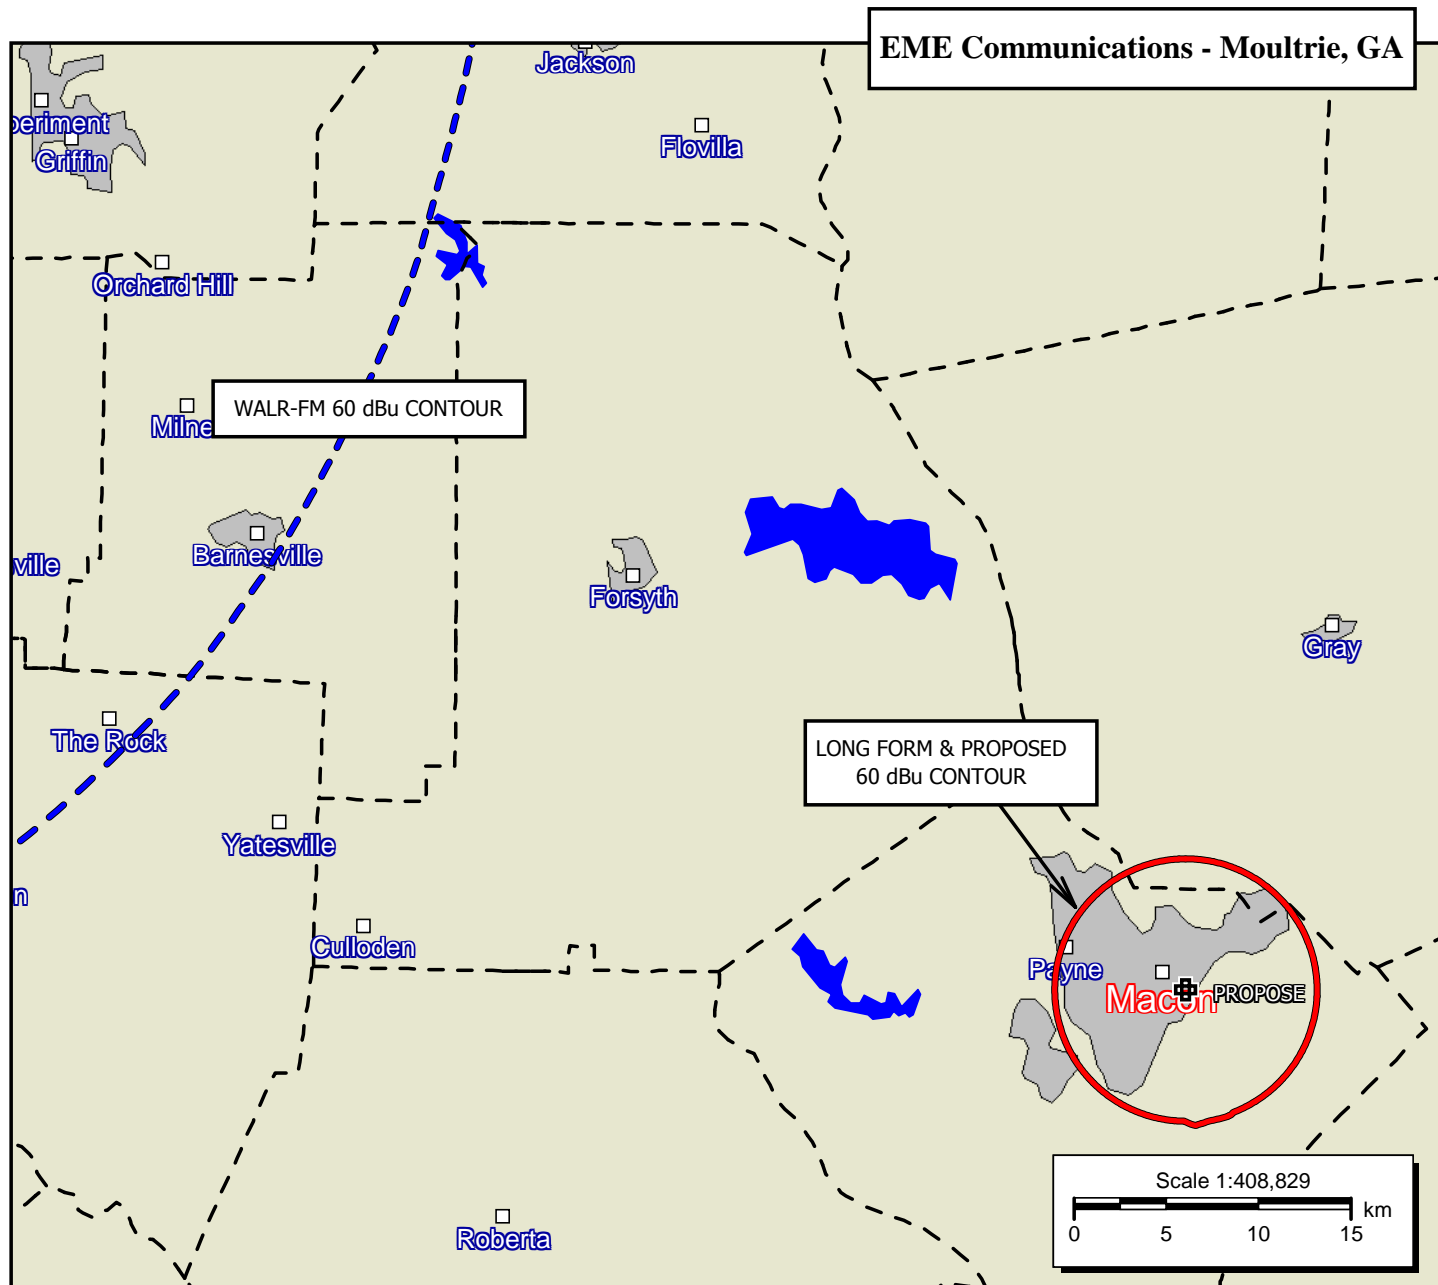 EME Communications - Moultrie, GA
Jackson
periment
Griffin
Flovilla
Orchard Hill
WALR-FM 60 dBu CONTOUR
Milne
Barnesville
ville
Forsyth
Gray
The Rock
LONG FORM & PROPOSED
60 dBu CONTOUR
Yatesville
n
Culloden
Payne
Macon
PROPOSE
Scale 1:408,829
km
0 5 10 15
Roberta